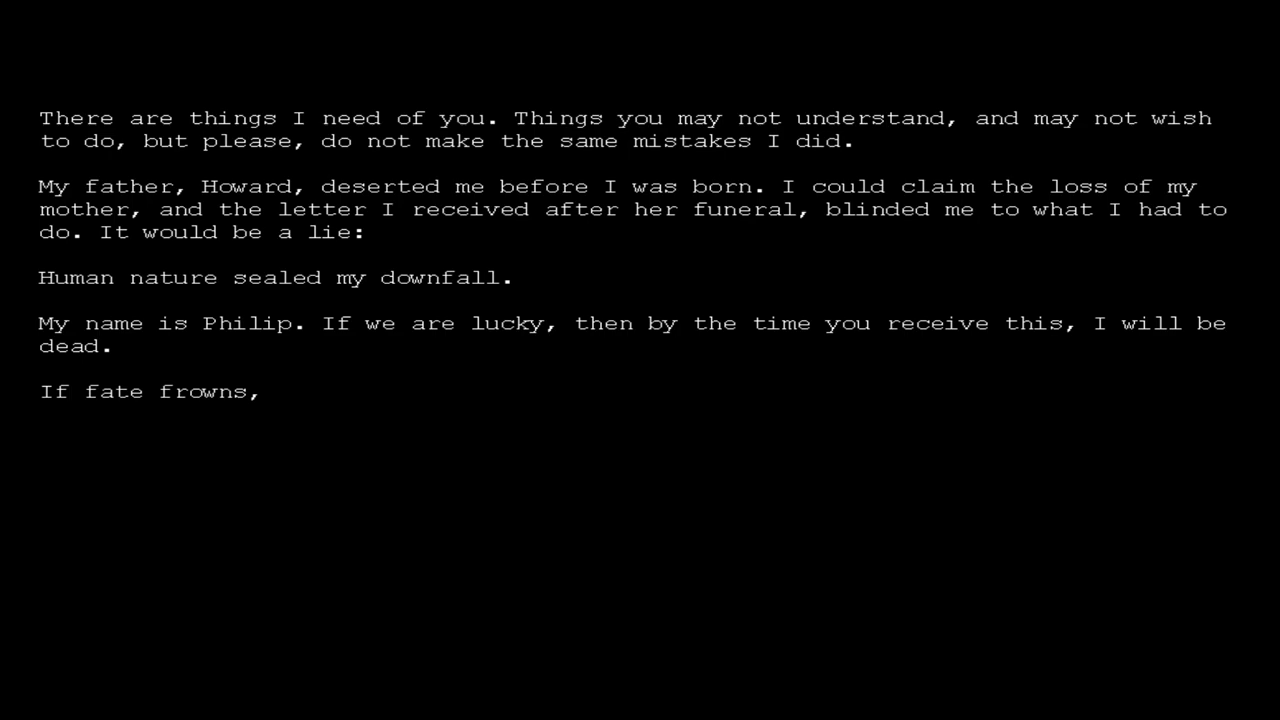 There are things I need of you. Things you may not understand, and may not wish
to do, but please, do not make the same mistakes I did.
My father, Howard, deserted me before I was born. I could claim the loss of my
mother, and the letter I received after her funeral, blinded me to what I had to
do. It would be a lie:
Human nature sealed my downfall.
My name is Philip. If we are lucky, then by the time you receive this, I will be
dead.
If fate frowns,